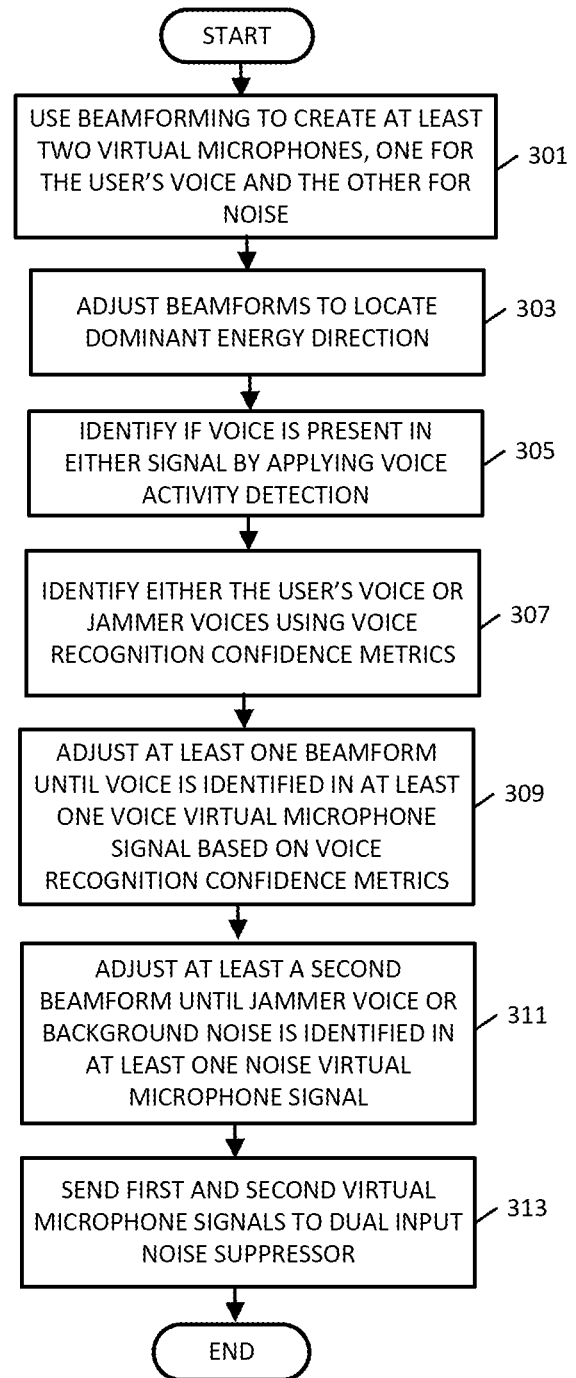 START
USE BEAMFORMING TO CREATE AT LEAST
TWO VIRTUAL MICROPHONES, ONE FOR
THE USER'S VOICE AND THE OTHER FOR
NOISE
301
ADJUST BEAMFORMS TO LOCATE
DOMINANT ENERGY DIRECTION
303
IDENTIFY IF VOICE IS PRESENT IN
EITHER SIGNAL BY APPLYING VOICE
ACTIVITY DETECTION
305
IDENTIFY EITHER THE USER'S VOICE OR
JAMMER VOICES USING VOICE
RECOGNITION CONFIDENCE METRICS
307
ADJUST AT LEAST ONE BEAMFORM
UNTIL VOICE IS IDENTIFIED IN AT LEAST
ONE VOICE VIRTUAL MICROPHONE
SIGNAL BASED ON VOICE
RECOGNITION CONFIDENCE METRICS
309
ADJUST AT LEAST A SECOND
BEAMFORM UNTIL JAMMER VOICE OR
BACKGROUND NOISE IS IDENTIFIED IN
AT LEAST ONE NOISE VIRTUAL
MICROPHONE SIGNAL
311
SEND FIRST AND SECOND VIRTUAL
MICROPHONE SIGNALS TO DUAL INPUT
NOISE SUPPRESSOR
313
END